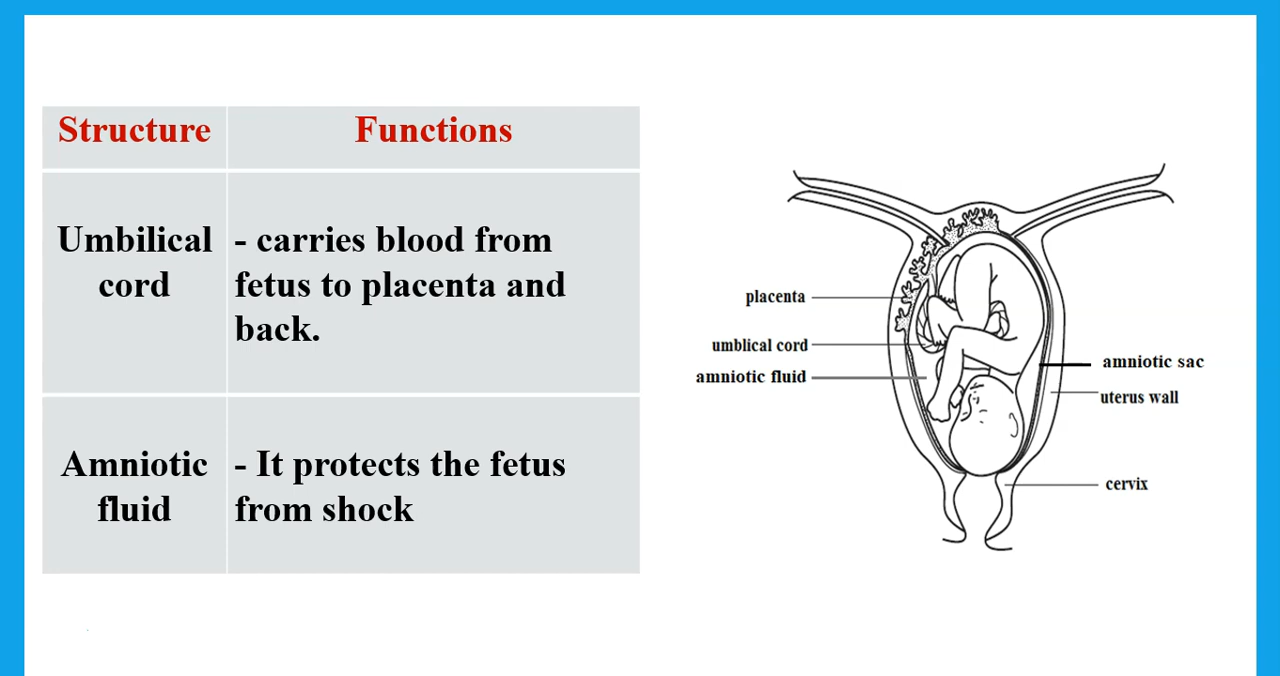 Structure
Functions
Umbilical
cord
- carries blood from
fetus to placenta and
back.
Amniotic
fluid
- It protects the fetus
from shock
placenta
umblical cord
amniotic fluid
amniotic sac
uterus wall
cervix